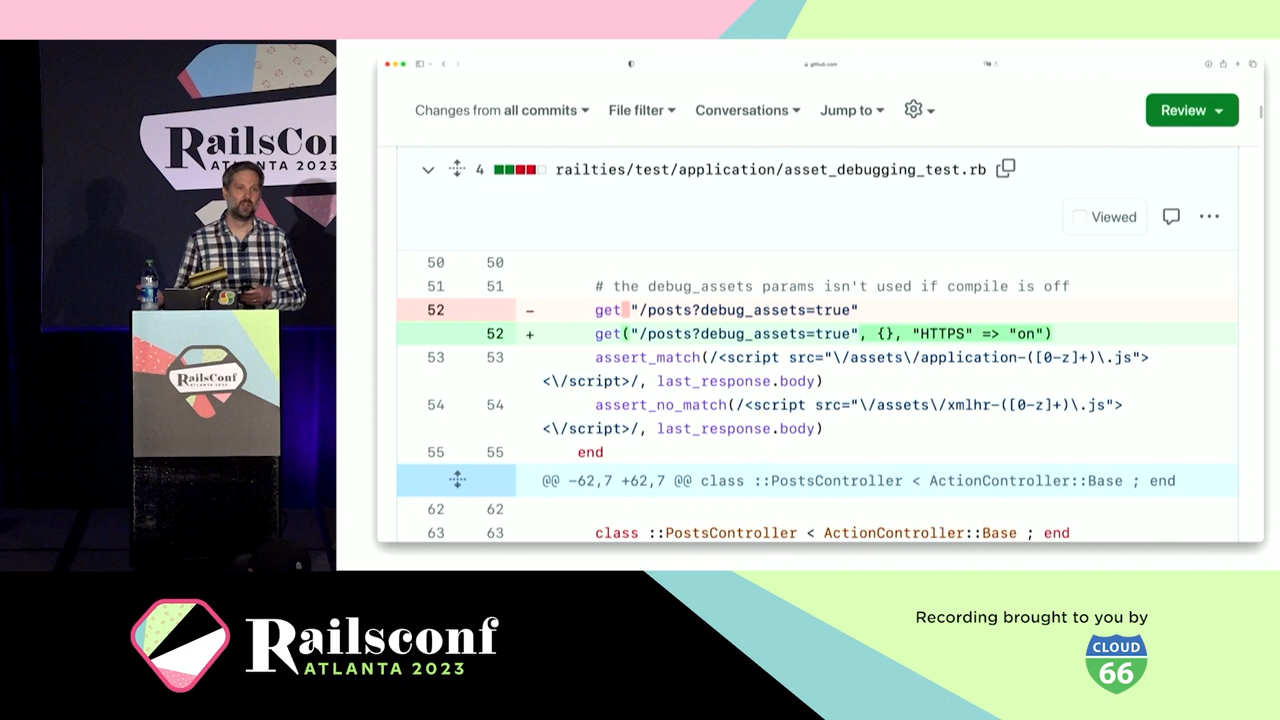 RailsCon
ATLANTA 2023
RailsConf
ATLANTA 2023
github.com
Changes from all commits
File filter
Conversations
Jump to
Review
4
railties/test/application/asset_debugging_test.rb
Viewed
50 50
51 51 # the debug_assets params isn't used if compile is off
52 - get "/posts?debug_assets=true"
52 + get("/posts?debug_assets=true", {}, "HTTPS" => "on")
53 53 assert_match(/<script src="\/assets\/application-([0-z]+)\.js">
<\/script>/, last_response.body)
54 54 assert_no_match(/<script src="\/assets\/xmlhr-([0-z]+)\.js">
<\/script>/, last_response.body)
55 55 end
@@ -62,7 +62,7 @@ class ::PostsController < ActionController::Base ; end
62 62
63 63 class ::PostsController < ActionController::Base ; end
Railsconf
ATLANTA 2023
Recording brought to you by
CLOUD
66